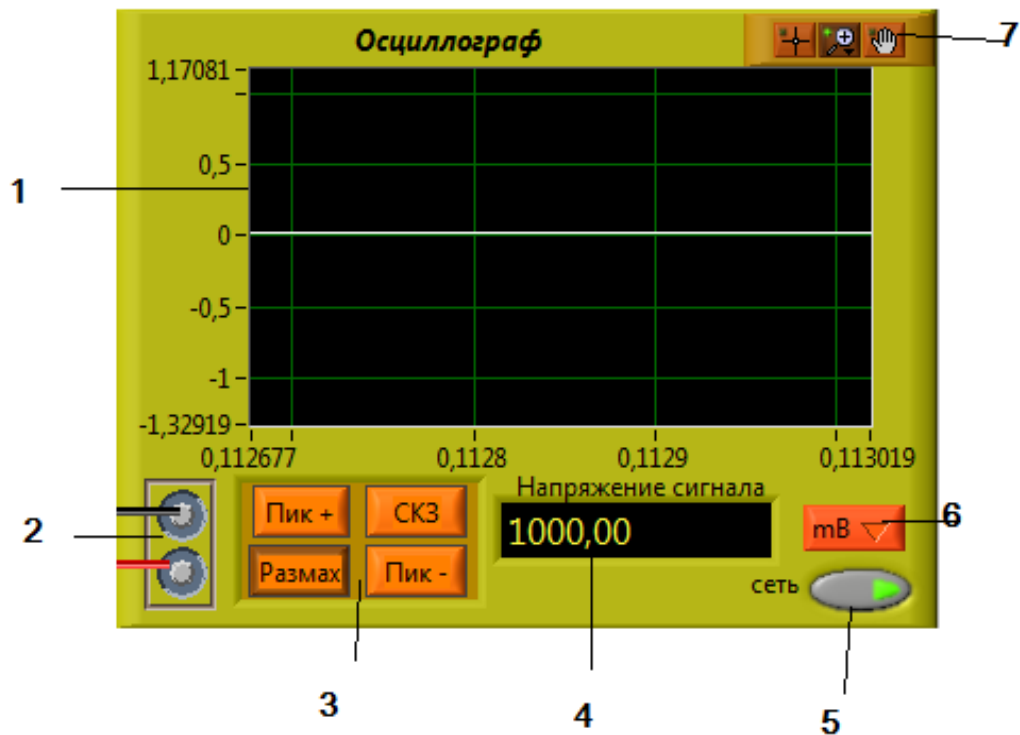 Осциллограф
7
1,17081
0,5
1
0
-0,5
-1
-1,32919
0,112677 0,1128 0,1129 0,113019
Напряжение сигнала
2
Пик + СКЗ
1000,00
mB
6
Размах Пик -
сеть
3
4
5